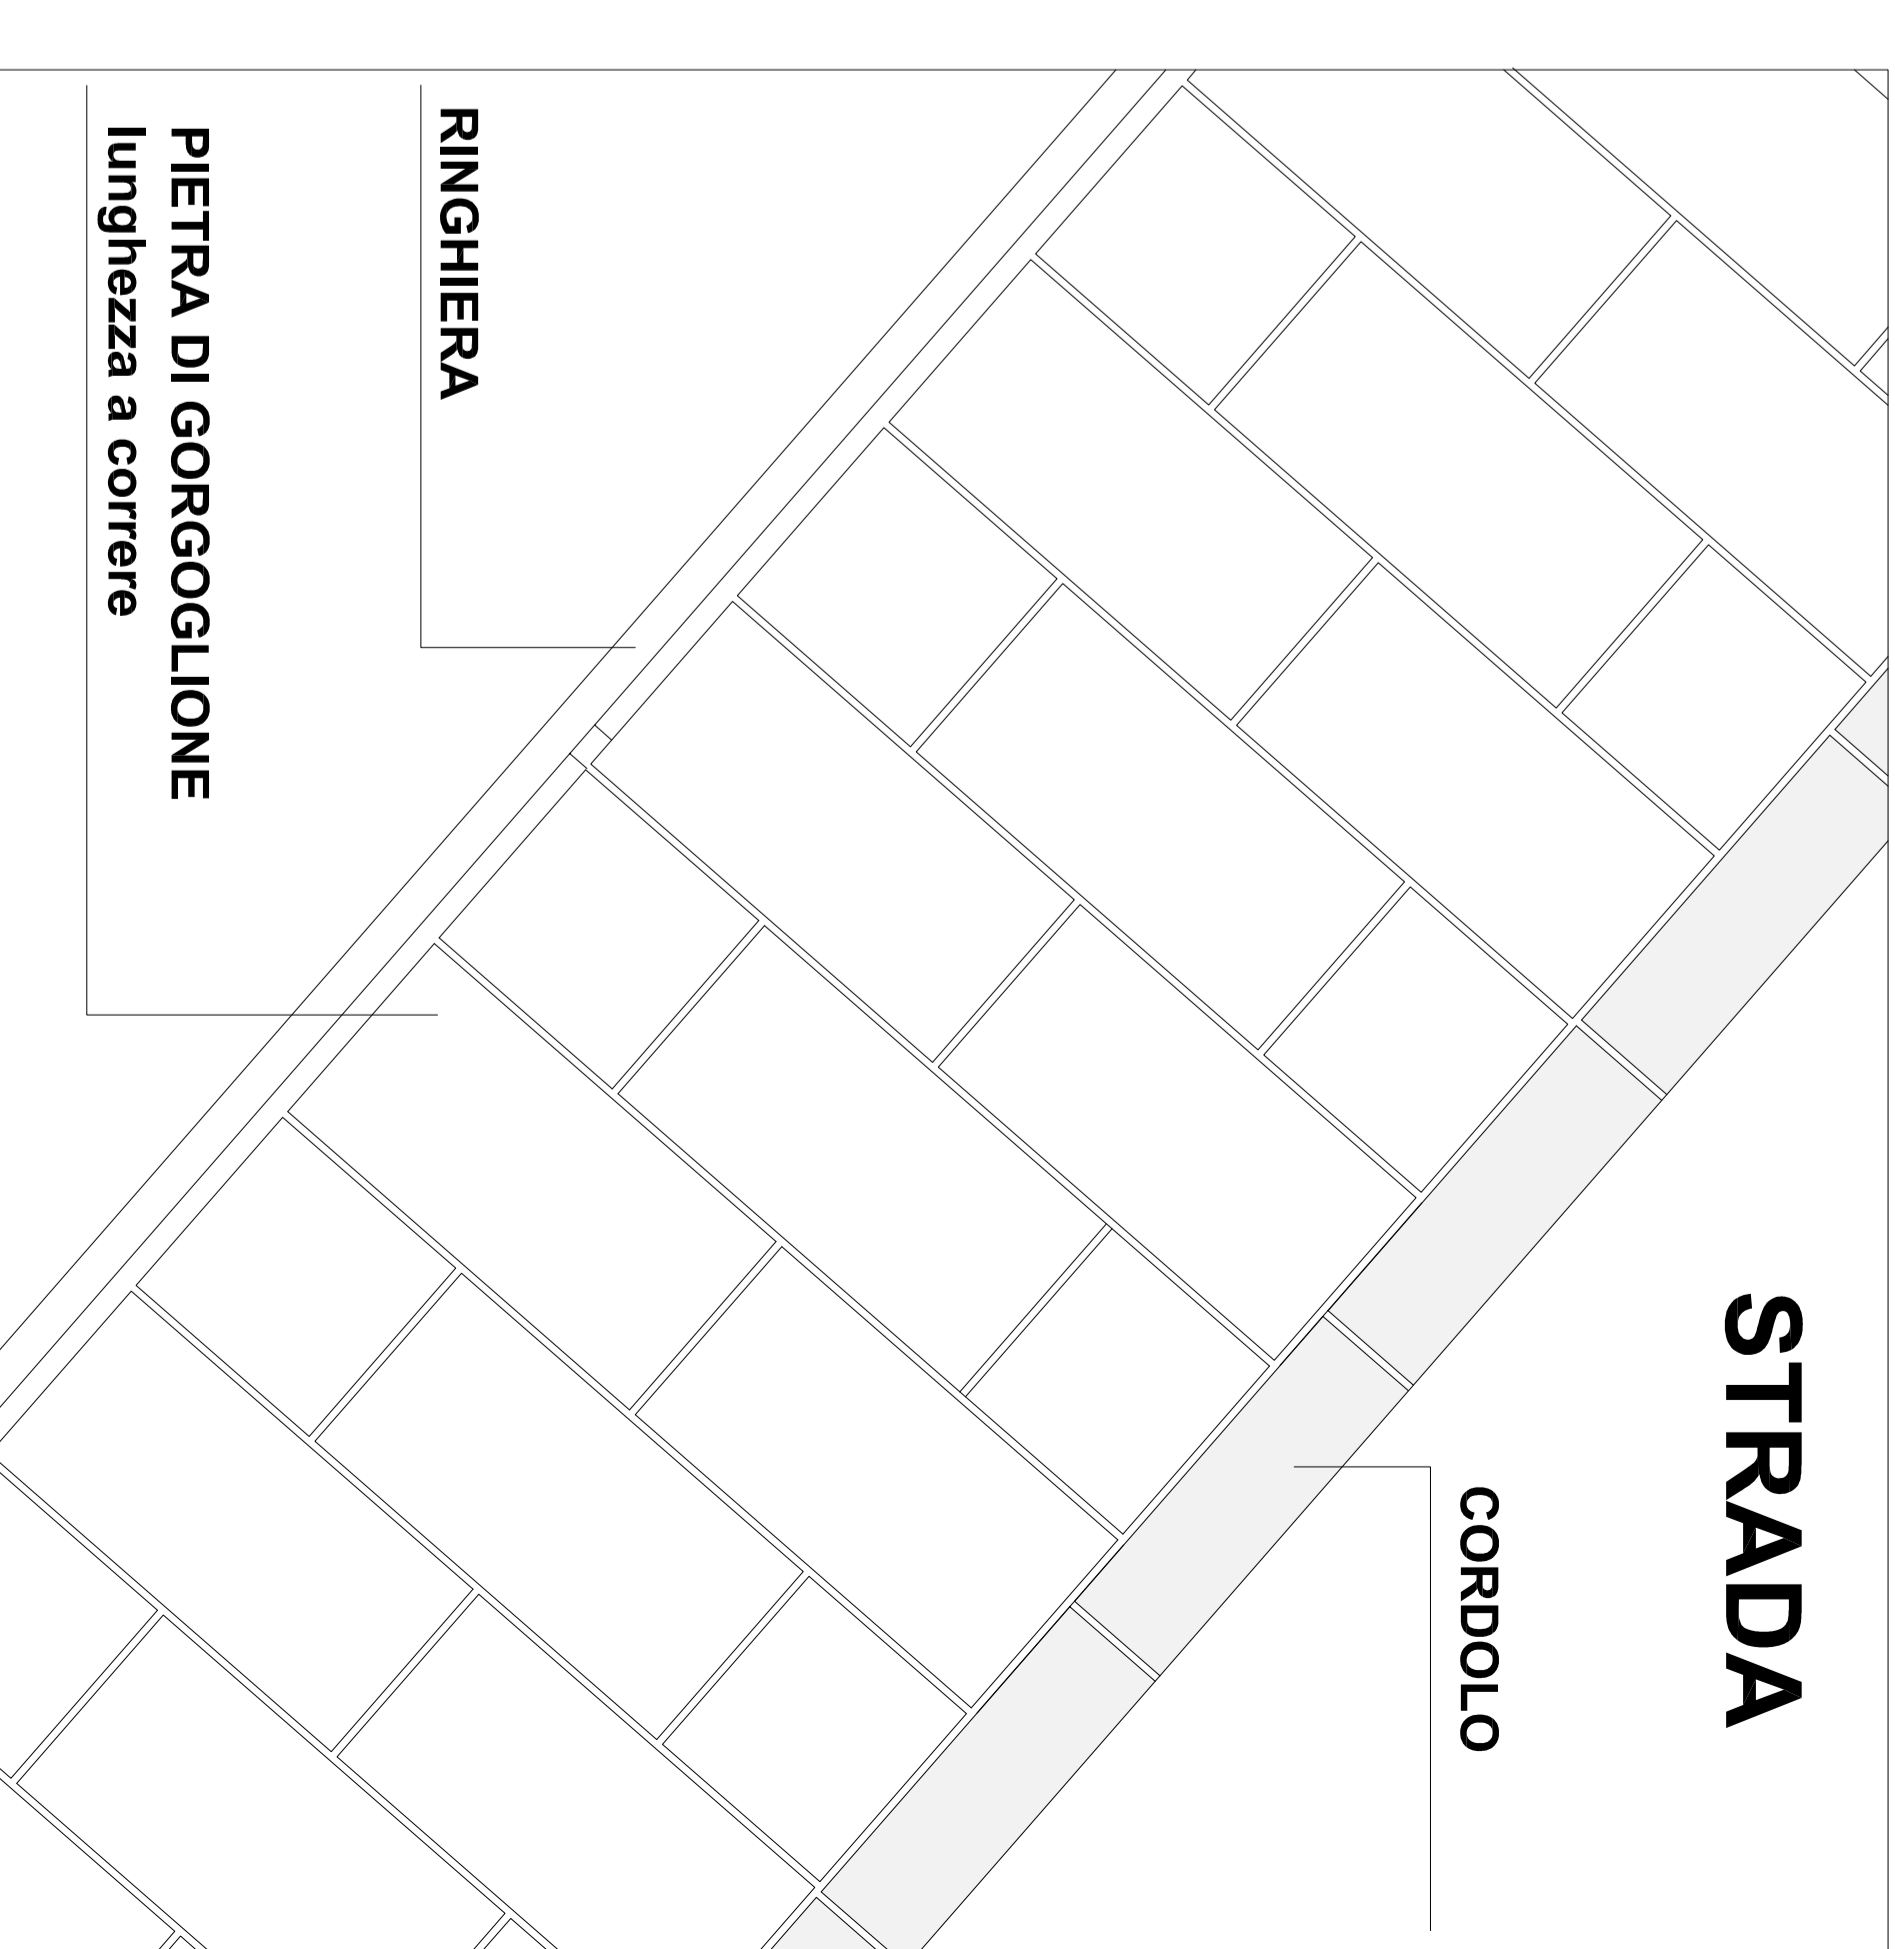 STRADA
CORDOLO
RINGHIERA
PIETRA DI GORGOGLIONE
lunghezza a correre